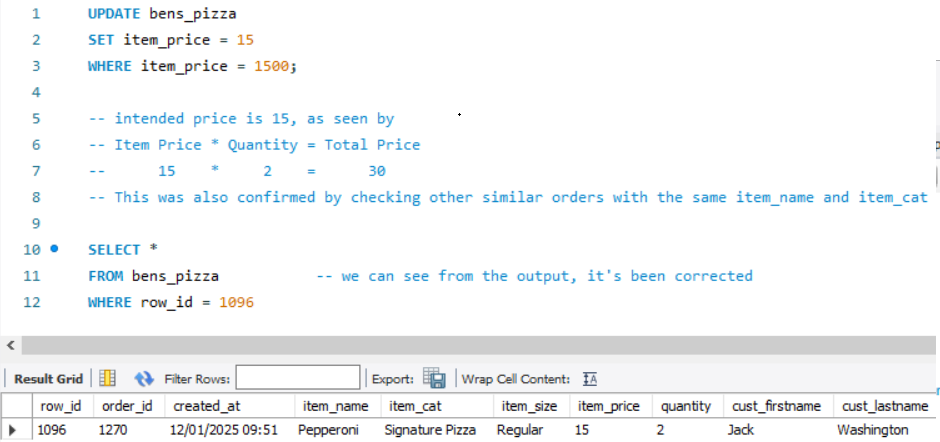 1 UPDATE bens_pizza
2 SET item_price = 15
3 WHERE item_price = 1500;
4
5 -- intended price is 15, as seen by
6 -- Item Price * Quantity = Total Price
7 -- 15 * 2 = 30
8 -- This was also confirmed by checking other similar orders with the same item_name and item_cat
9
10 SELECT *
11 FROM bens_pizza -- we can see from the output, it's been corrected
12 WHERE row_id = 1096
Result Grid Filter Rows: Export: Wrap Cell Content:
row_id order_id created_at item_name item_cat item_size item_price quantity cust_firstname cust_lastname
1096 1270 12/01/2025 09:51 Pepperoni Signature Pizza Regular 15 2 Jack Washington